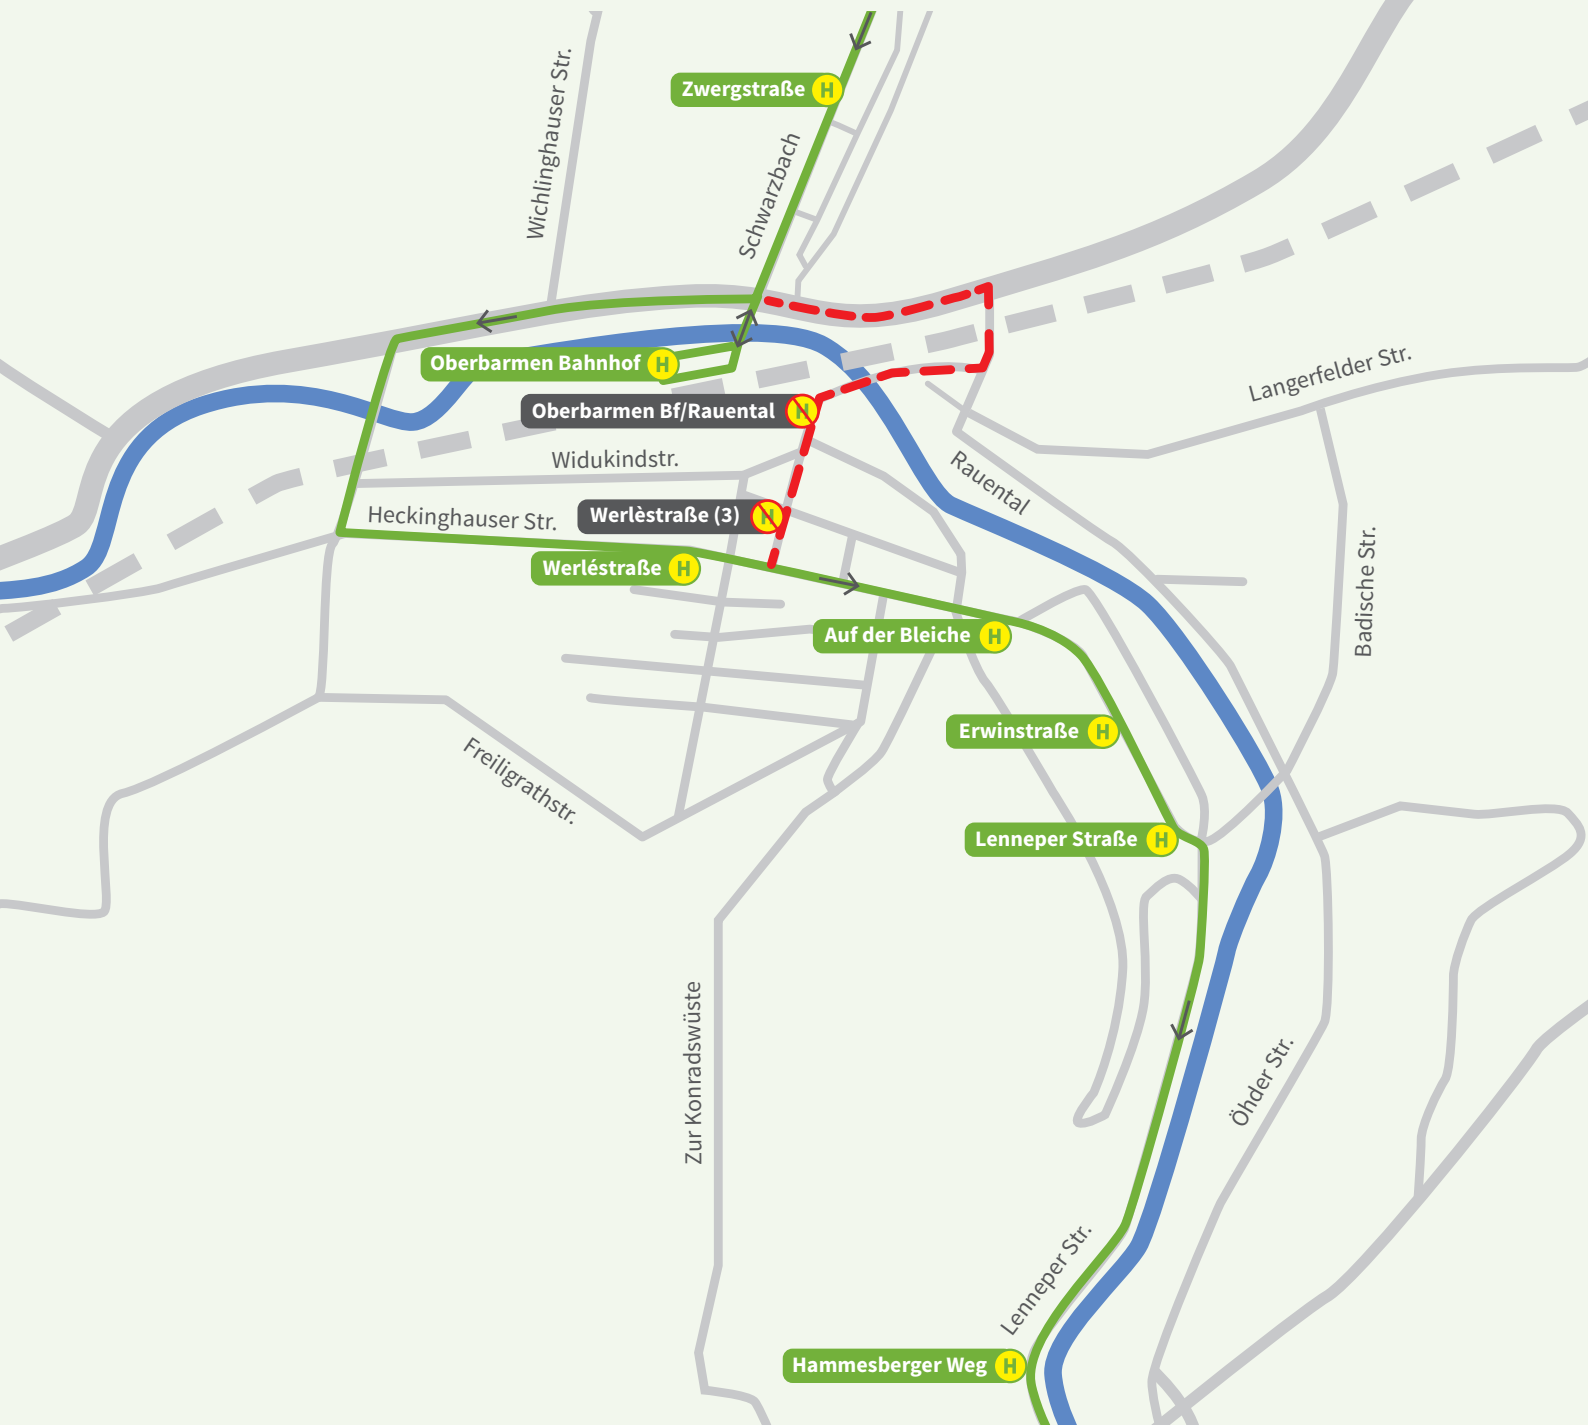 Wichlinghauser Str.
Zwergstraße H
Schwarzbach
Oberbarmen Bahnhof H
Langerfelder Str.
Oberbarmen Bf/Rauental H
Widukindstr.
Rauental
Heckinghauser Str.
Werlèstraße (3) H
Badische Str.
Werléstraße H
Auf der Bleiche H
Erwinstraße H
Freiligrathstr.
Lenneper Straße H
Zur Konradswüste
Öhder Str.
Lenneper Str.
Hammesberger Weg H